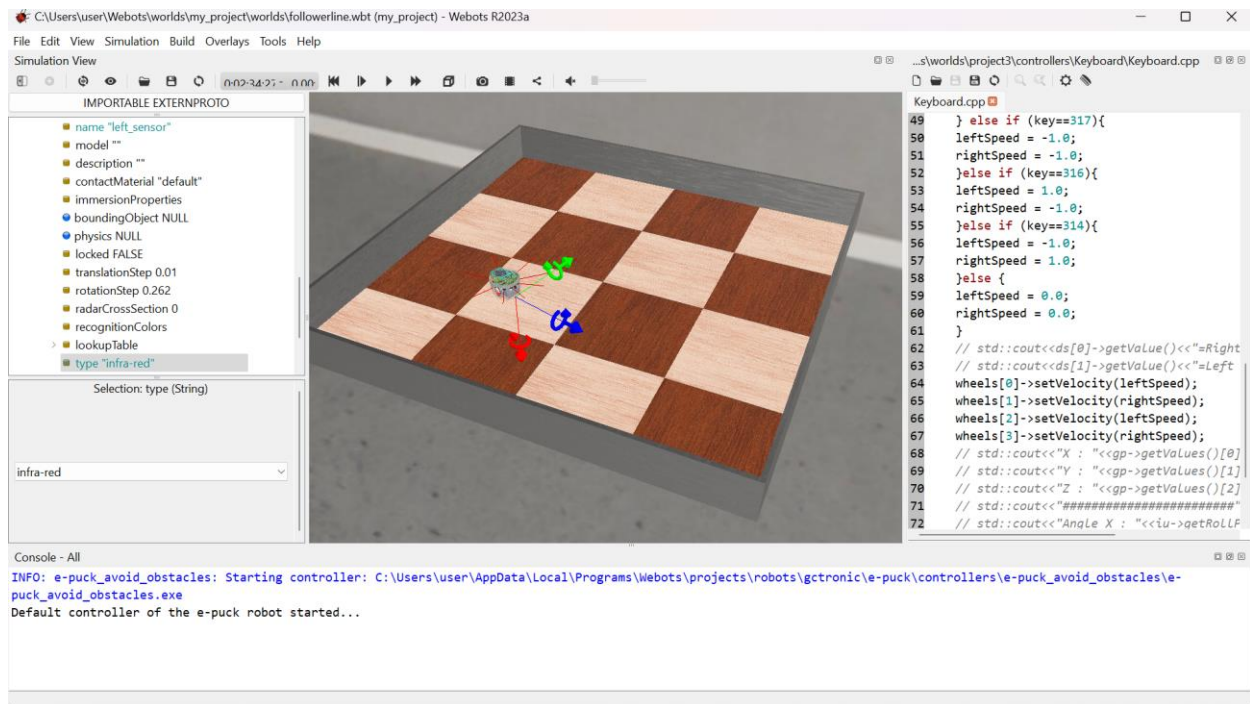 C:\Users\user\Webots\worlds\my_project\worlds\followerline.wbt (my_project) - Webots R2023a
File Edit View Simulation Build Overlays Tools Help
Simulation View
IMPORTABLE EXTERNPROTO
name "left_sensor"
model ""
description ""
contactMaterial "default"
immersionProperties
boundingObject NULL
physics NULL
locked FALSE
translationStep 0.01
rotationStep 0.262
radarCrossSection 0
recognitionColors
lookupTable
type "infra-red"
Selection: type (String)
infra-red
...s\worlds\project3\controllers\Keyboard\Keyboard.cpp
Keyboard.cpp
49 } else if (key==317){
50 leftSpeed = -1.0;
51 rightSpeed = -1.0;
52 }else if (key==316){
53 leftSpeed = 1.0;
54 rightSpeed = -1.0;
55 }else if (key==314){
56 leftSpeed = -1.0;
57 rightSpeed = 1.0;
58 }else {
59 leftSpeed = 0.0;
60 rightSpeed = 0.0;
61 }
62 // std::cout<<ds[0]->getValue()<<"=Right
63 // std::cout<<ds[1]->getValue()<<"=Left
64 wheels[0]->setVelocity(leftSpeed);
65 wheels[1]->setVelocity(rightSpeed);
66 wheels[2]->setVelocity(leftSpeed);
67 wheels[3]->setVelocity(rightSpeed);
68 // std::cout<<"X : "<<gp->getValues()[0]
69 // std::cout<<"Y : "<<gp->getValues()[1]
70 // std::cout<<"Z : "<<gp->getValues()[2]
71 // std::cout<<"########################"
72 // std::cout<<"Angle X : "<<iu->getRollP
Console - All
INFO: e-puck_avoid_obstacles: Starting controller: C:\Users\user\AppData\Local\Programs\Webots\projects\robots\gctronic\e-puck\controllers\e-puck_avoid_obstacles\e-
puck_avoid_obstacles.exe
Default controller of the e-puck robot started...